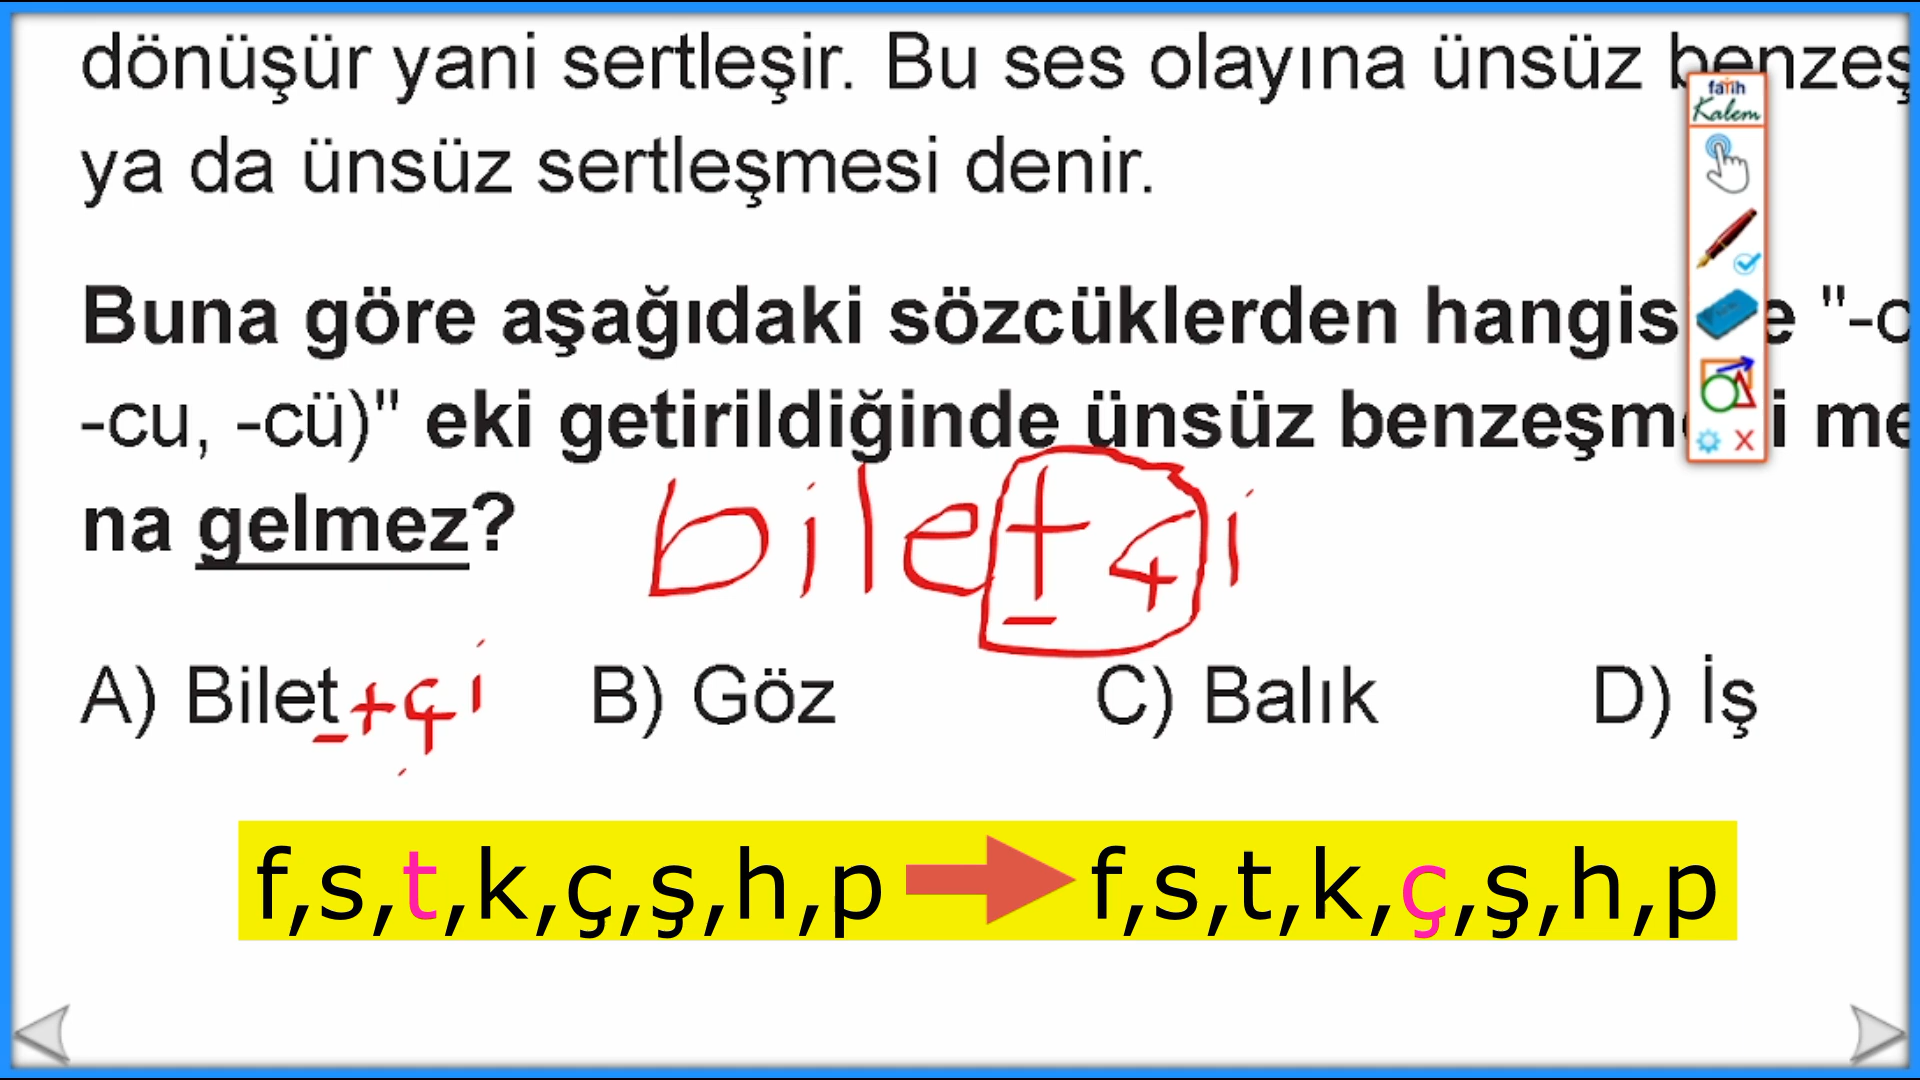 dönüşür yani sertleşir. Bu ses olayına ünsüz benzeş
ya da ünsüz sertleşmesi denir.
fatih
Kalem
Buna göre aşağıdaki sözcüklerden hangis e "-c
-cu, -cü)" eki getirildiğinde ünsüz benzeşm i me
na gelmez?
biletçi
A) Bilet +çi B) Göz C) Balık D) İş
f,s,t,k,ç,ş,h,p f,s,t,k,ç,ş,h,p